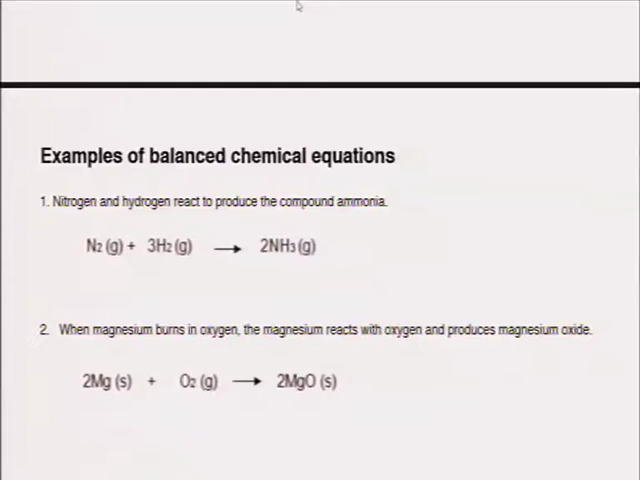 Examples of balanced chemical equations
1. Nitrogen and hydrogen react to produce the compound ammonia.
N2 (g) + 3H2 (g) → 2NH3 (g)
2. When magnesium burns in oxygen, the magnesium reacts with oxygen and produces magnesium oxide.
2Mg (s) + O2 (g) → 2MgO (s)